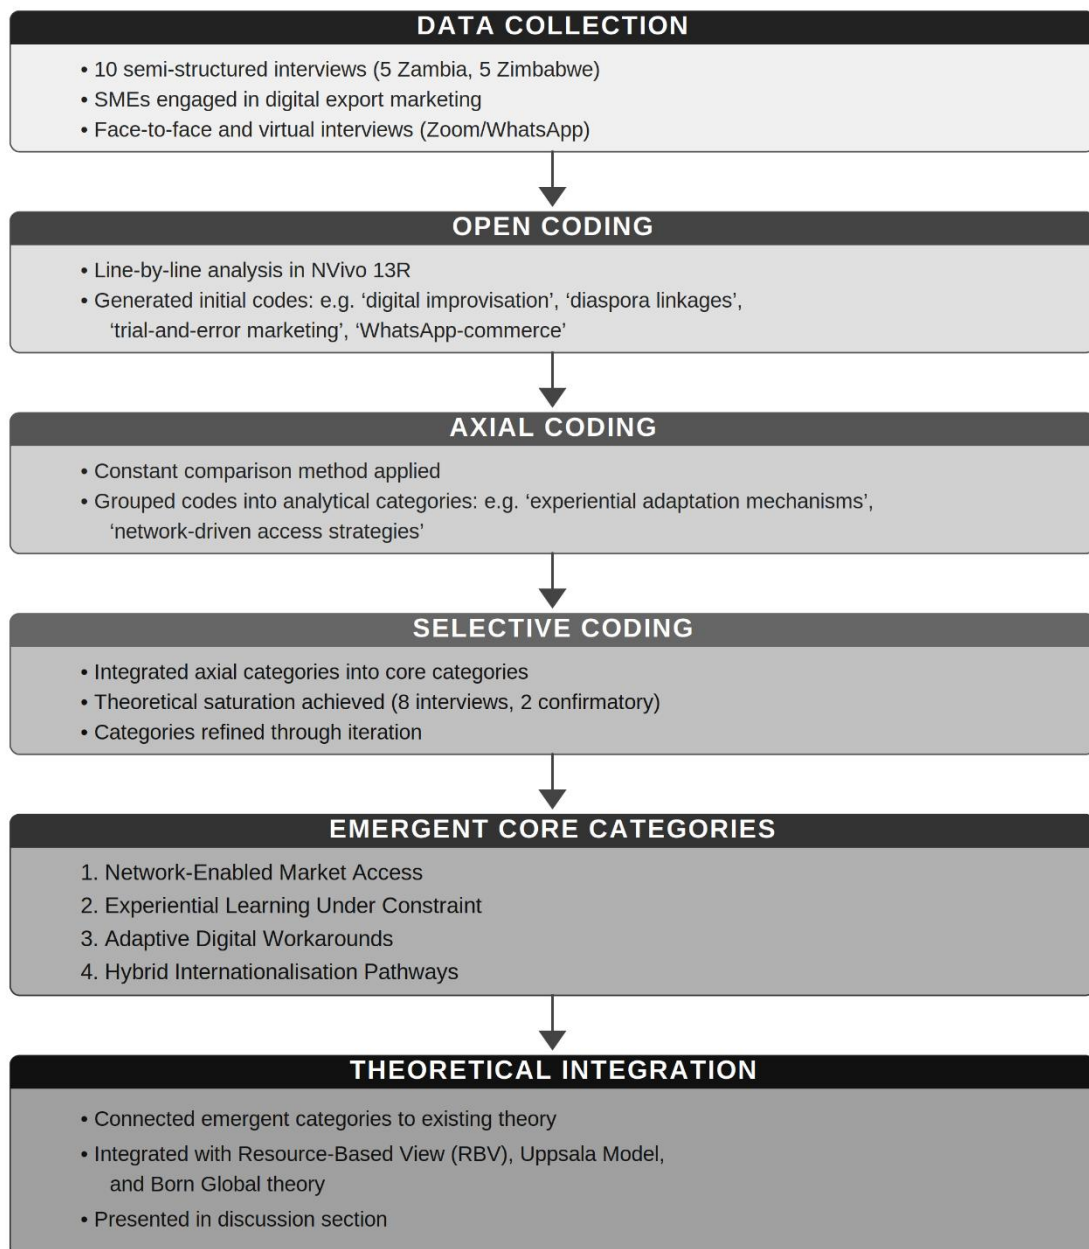 DATA COLLECTION
• 10 semi-structured interviews (5 Zambia, 5 Zimbabwe)
• SMEs engaged in digital export marketing
• Face-to-face and virtual interviews (Zoom/WhatsApp)
OPEN CODING
• Line-by-line analysis in NVivo 13R
• Generated initial codes: e.g. ‘digital improvisation’, ‘diaspora linkages’,
‘trial-and-error marketing’, ‘WhatsApp-commerce’
AXIAL CODING
• Constant comparison method applied
• Grouped codes into analytical categories: e.g. ‘experiential adaptation mechanisms’,
‘network-driven access strategies’
SELECTIVE CODING
• Integrated axial categories into core categories
• Theoretical saturation achieved (8 interviews, 2 confirmatory)
• Categories refined through iteration
EMERGENT CORE CATEGORIES
1. Network-Enabled Market Access
2. Experiential Learning Under Constraint
3. Adaptive Digital Workarounds
4. Hybrid Internationalisation Pathways
THEORETICAL INTEGRATION
• Connected emergent categories to existing theory
• Integrated with Resource-Based View (RBV), Uppsala Model,
and Born Global theory
• Presented in discussion section